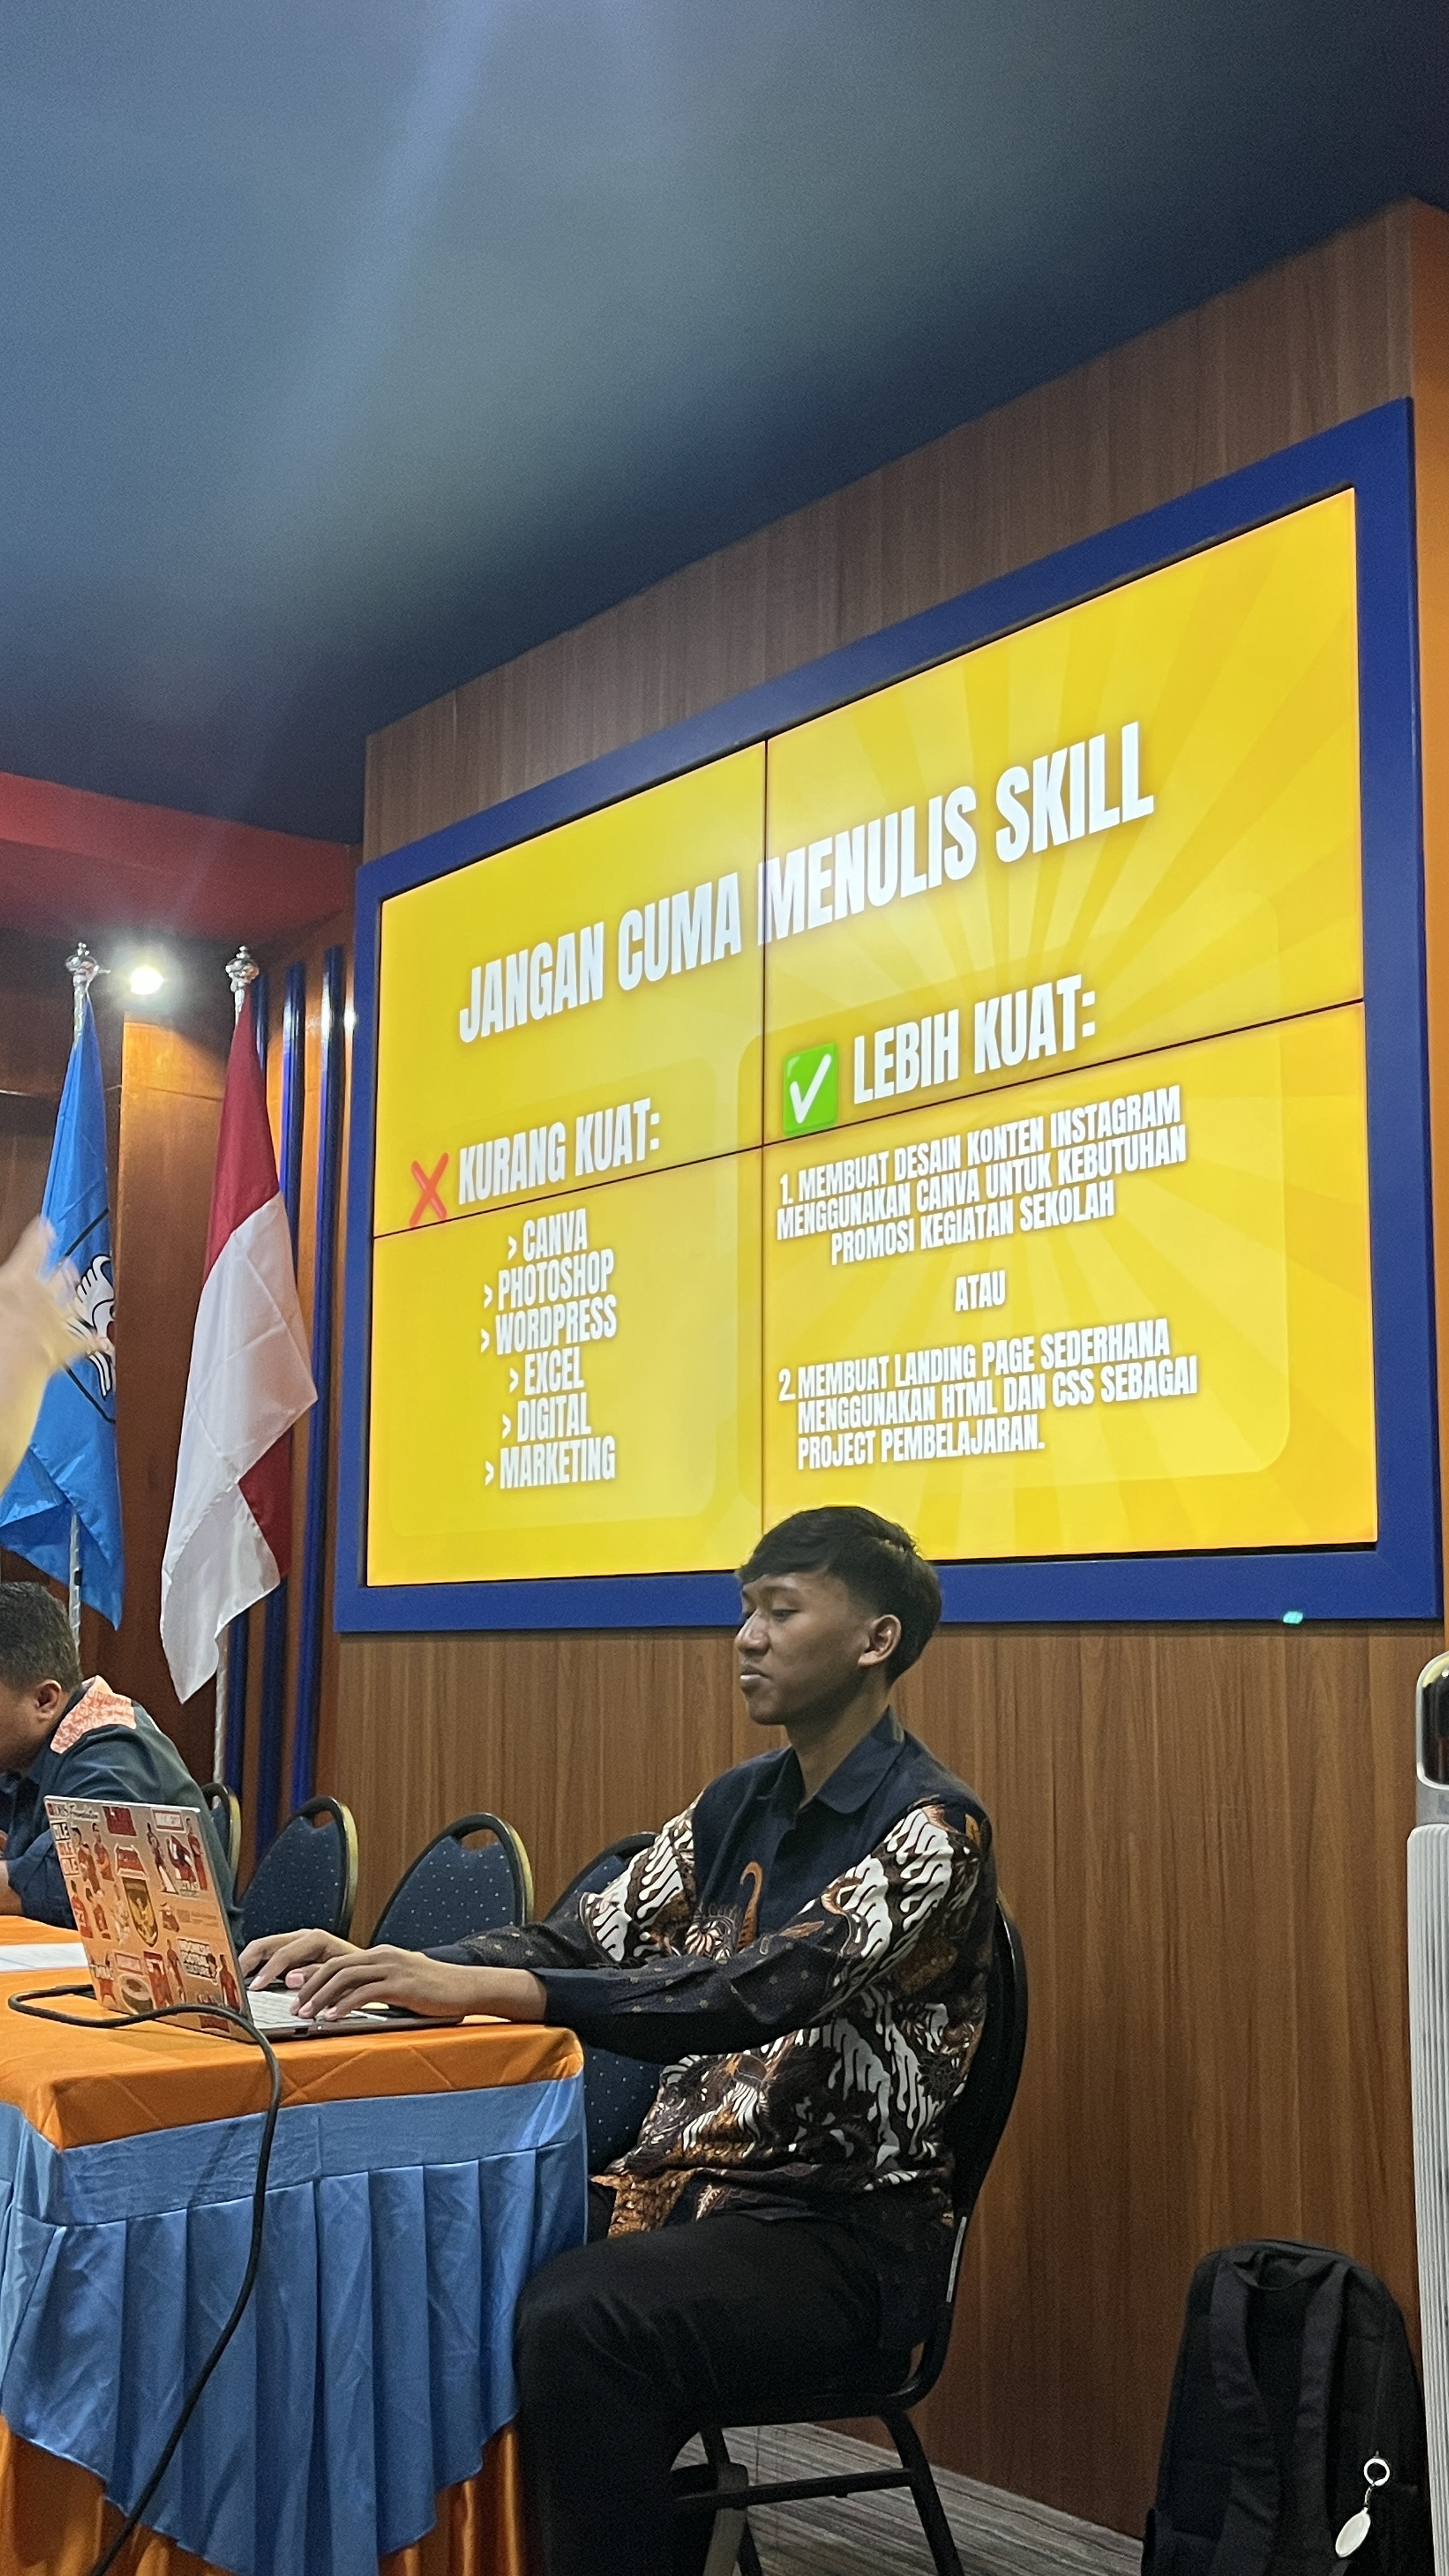 JANGAN CUMA MENULIS SKILL
❌ KURANG KUAT:
> CANVA
> PHOTOSHOP
> WORDPRESS
> EXCEL
> DIGITAL
> MARKETING
✅ LEBIH KUAT:
1. MEMBUAT DESAIN KONTEN INSTAGRAM
MENGGUNAKAN CANVA UNTUK KEBUTUHAN
PROMOSI KEGIATAN SEKOLAH
ATAU
2. MEMBUAT LANDING PAGE SEDERHANA
MENGGUNAKAN HTML DAN CSS SEBAGAI
PROJECT PEMBELAJARAN.